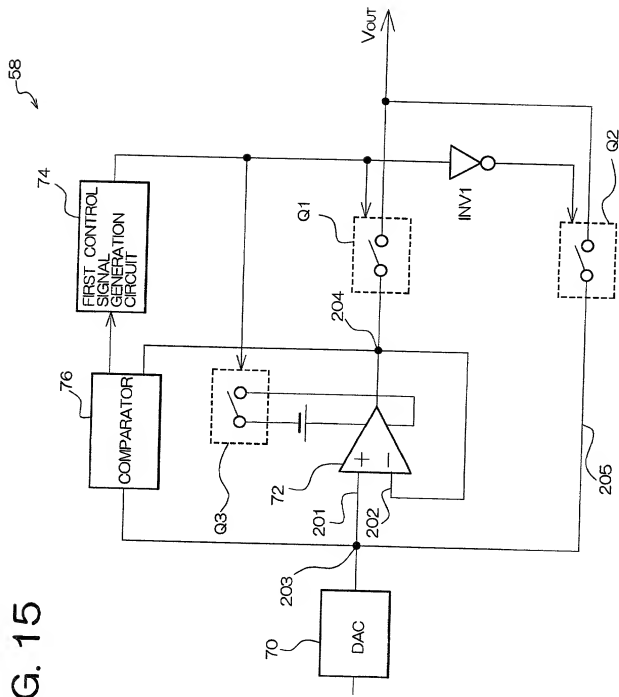 G. 15
58
74
FIRST CONTROL
SIGNAL
GENERATION
CIRCUIT
76
COMPARATOR
Q3
Q1
VOUT
INV1
Q2
204
72
+
−
201
202
203
205
70
DAC